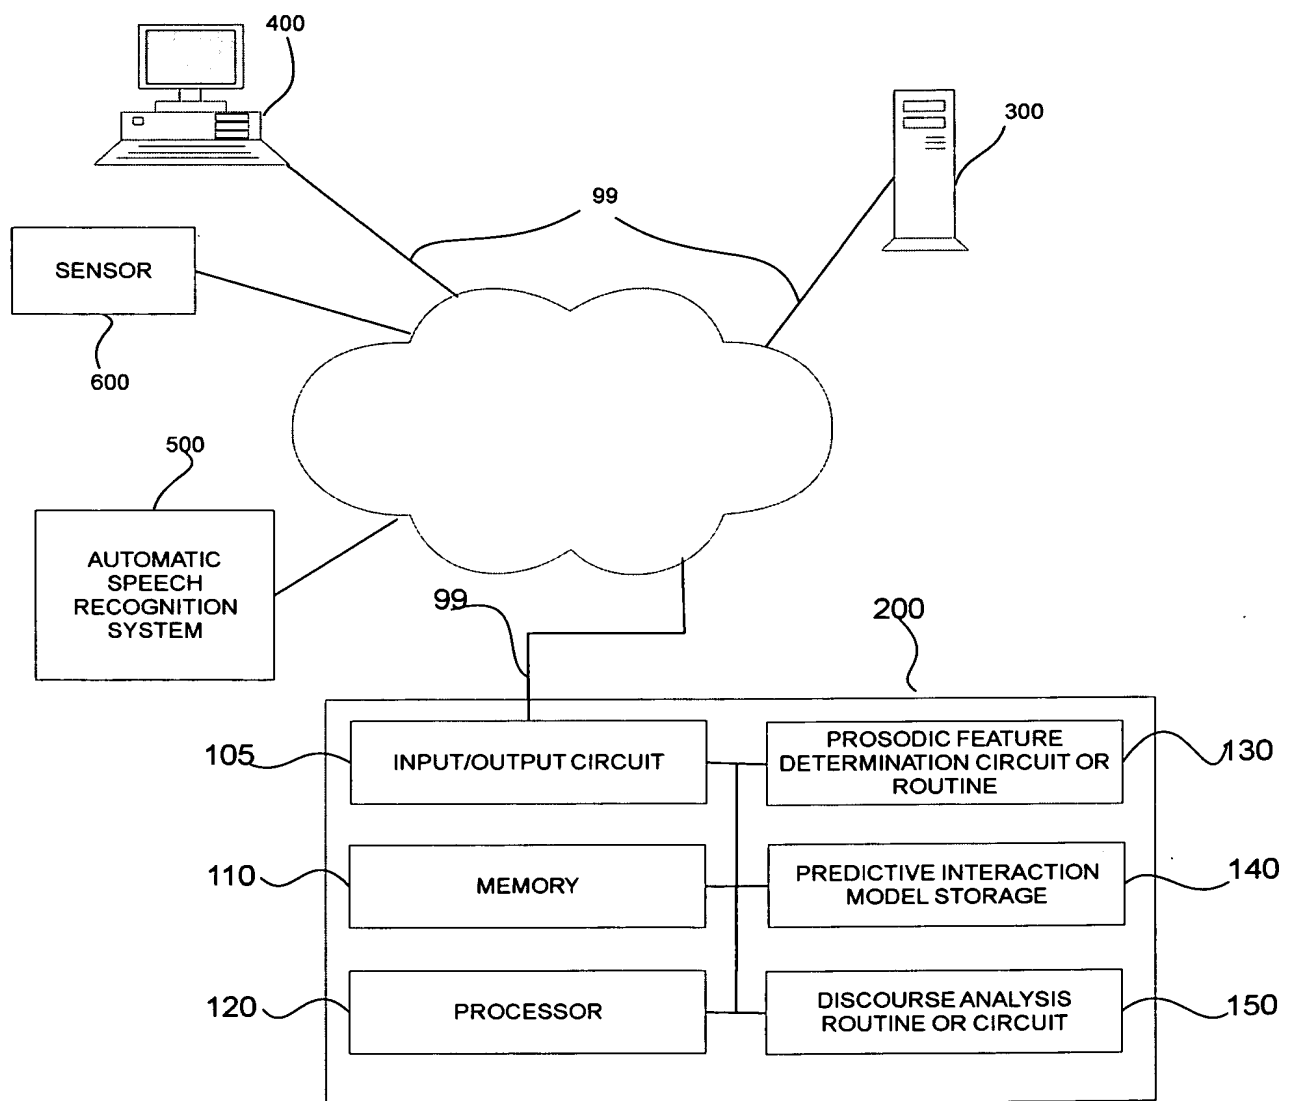 400
300
99
SENSOR
600
500
AUTOMATIC
SPEECH
RECOGNITION
SYSTEM
99
200
105
INPUT/OUTPUT CIRCUIT
PROSODIC FEATURE
DETERMINATION CIRCUIT OR
ROUTINE
130
110
MEMORY
PREDICTIVE INTERACTION
MODEL STORAGE
140
120
PROCESSOR
DISCOURSE ANALYSIS
ROUTINE OR CIRCUIT
150